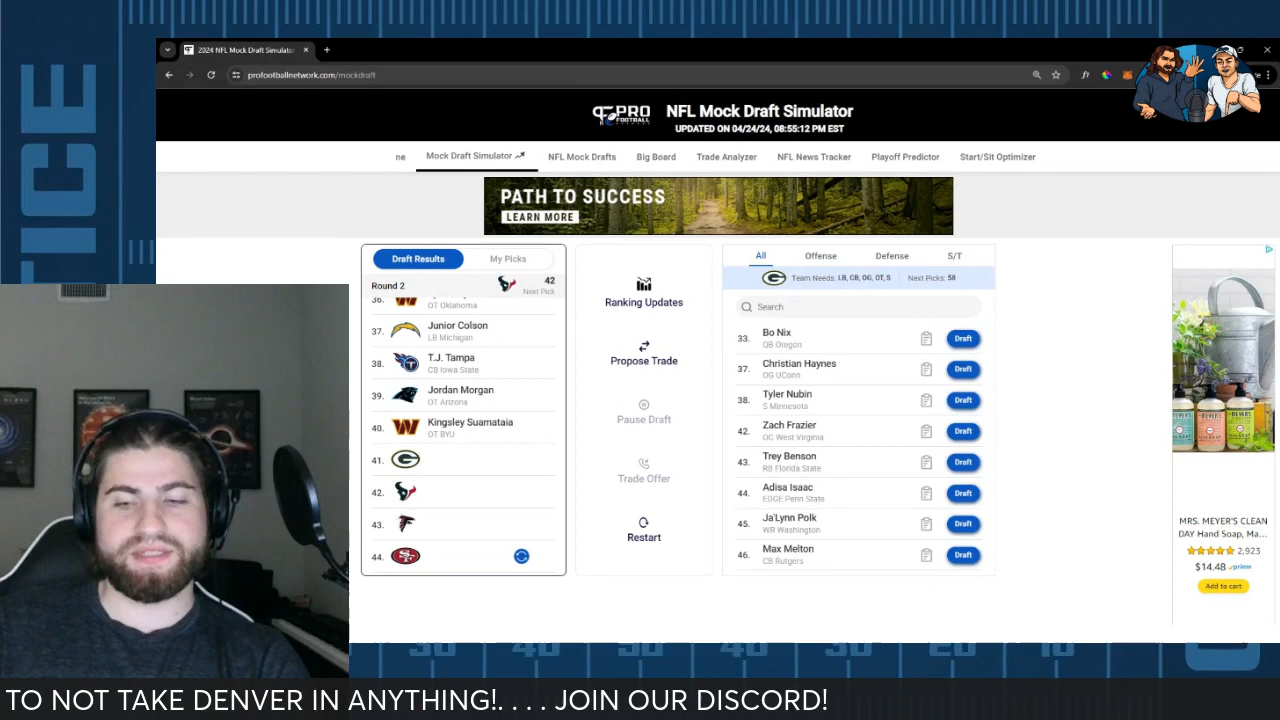 2024 NFL Mock Draft Simulato
profootballnetwork.com/mockdraft
PRO
FOOTBALL
NFL Mock Draft Simulator
UPDATED ON 04/24/24, 08:55:12 PM EST
ne
Mock Draft Simulator
NFL Mock Drafts
Big Board
Trade Analyzer
NFL News Tracker
Playoff Predictor
Start/Sit Optimizer
PATH TO SUCCESS
LEARN MORE
TICE
Draft Results
My Picks
Round 2
42
Next Pick
36.
OT Oklahoma
37.
Junior Colson
LB Michigan
38.
T.J. Tampa
CB Iowa State
39.
Jordan Morgan
OT Arizona
40.
Kingsley Suamataia
OT BYU
41.
42.
43.
44.
Ranking Updates
Propose Trade
Pause Draft
Trade Offer
Restart
All
Offense
Defense
S/T
Team Needs: LB, CB, OG, OT, S
Next Picks: 58
Search
33.
Bo Nix
QB Oregon
Draft
37.
Christian Haynes
OG UConn
Draft
38.
Tyler Nubin
S Minnesota
Draft
42.
Zach Frazier
OC West Virginia
Draft
43.
Trey Benson
RB Florida State
Draft
44.
Adisa Isaac
EDGE Penn State
Draft
45.
Ja'Lynn Polk
WR Washington
Draft
46.
Max Melton
CB Rutgers
Draft
MRS. MEYER'S CLEAN
DAY Hand Soap, Ma...
2,923
$14.48 prime
Add to cart
TO NOT TAKE DENVER IN ANYTHING!. . . . JOIN OUR DISCORD!